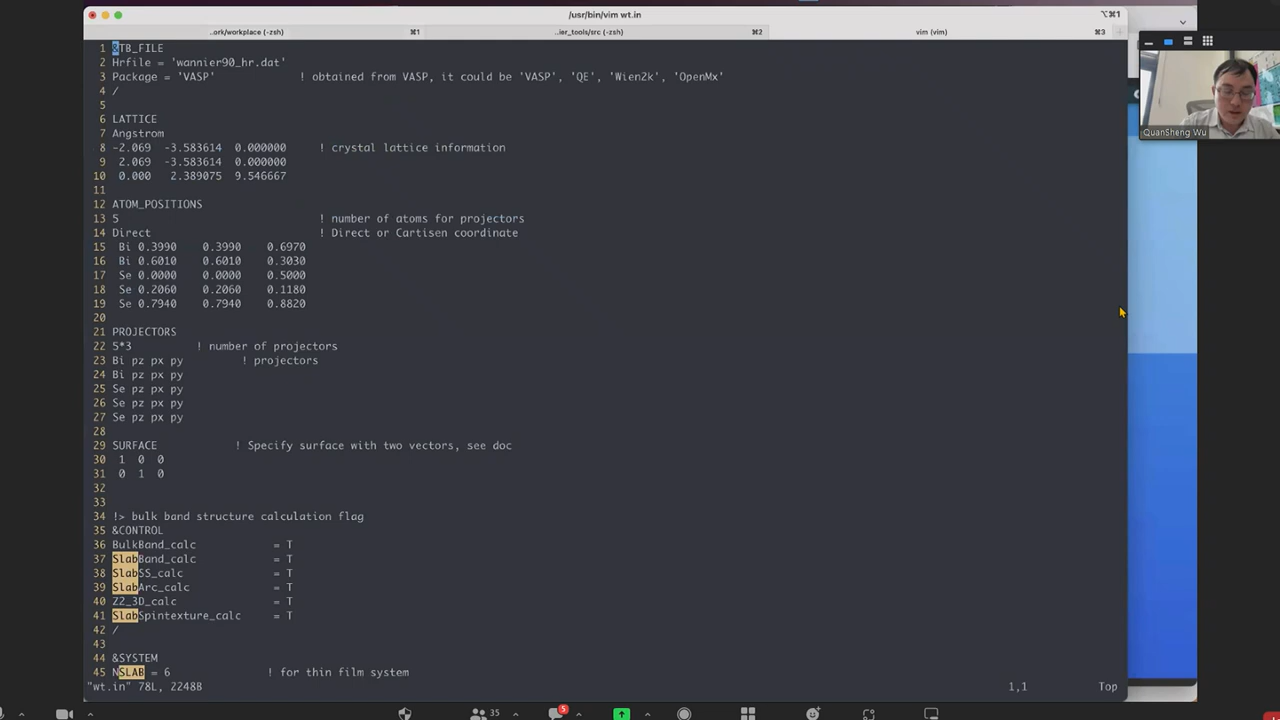 /usr/bin/vim wt.in
⌥⌘1
..ork/workplace (-zsh) ⌘1 ..ier_tools/src (-zsh) ⌘2 vim (vim) ⌘3
1 &TB_FILE
2 Hrfile = 'wannier90_hr.dat'
3 Package = 'VASP' ! obtained from VASP, it could be 'VASP', 'QE', 'Wien2k', 'OpenMx'
4 /
5
6 LATTICE
7 Angstrom
8 -2.069 -3.583614 0.000000 ! crystal lattice information
9 2.069 -3.583614 0.000000
10 0.000 2.389075 9.546667
11
12 ATOM_POSITIONS
13 5 ! number of atoms for projectors
14 Direct ! Direct or Cartisen coordinate
15 Bi 0.3990 0.3990 0.6970
16 Bi 0.6010 0.6010 0.3030
17 Se 0.0000 0.0000 0.5000
18 Se 0.2060 0.2060 0.1180
19 Se 0.7940 0.7940 0.8820
20
21 PROJECTORS
22 5*3 ! number of projectors
23 Bi pz px py ! projectors
24 Bi pz px py
25 Se pz px py
26 Se pz px py
27 Se pz px py
28
29 SURFACE ! Specify surface with two vectors, see doc
30 1 0 0
31 0 1 0
32
33
34 !> bulk band structure calculation flag
35 &CONTROL
36 BulkBand_calc = T
37 SlabBand_calc = T
38 SlabSS_calc = T
39 SlabArc_calc = T
40 Z2_3D_calc = T
41 SlabSpintexture_calc = T
42 /
43
44 &SYSTEM
45 NSLAB = 6 ! for thin film system
"wt.in" 78L, 2248B 1,1 Top
QuanSheng Wu
35
5